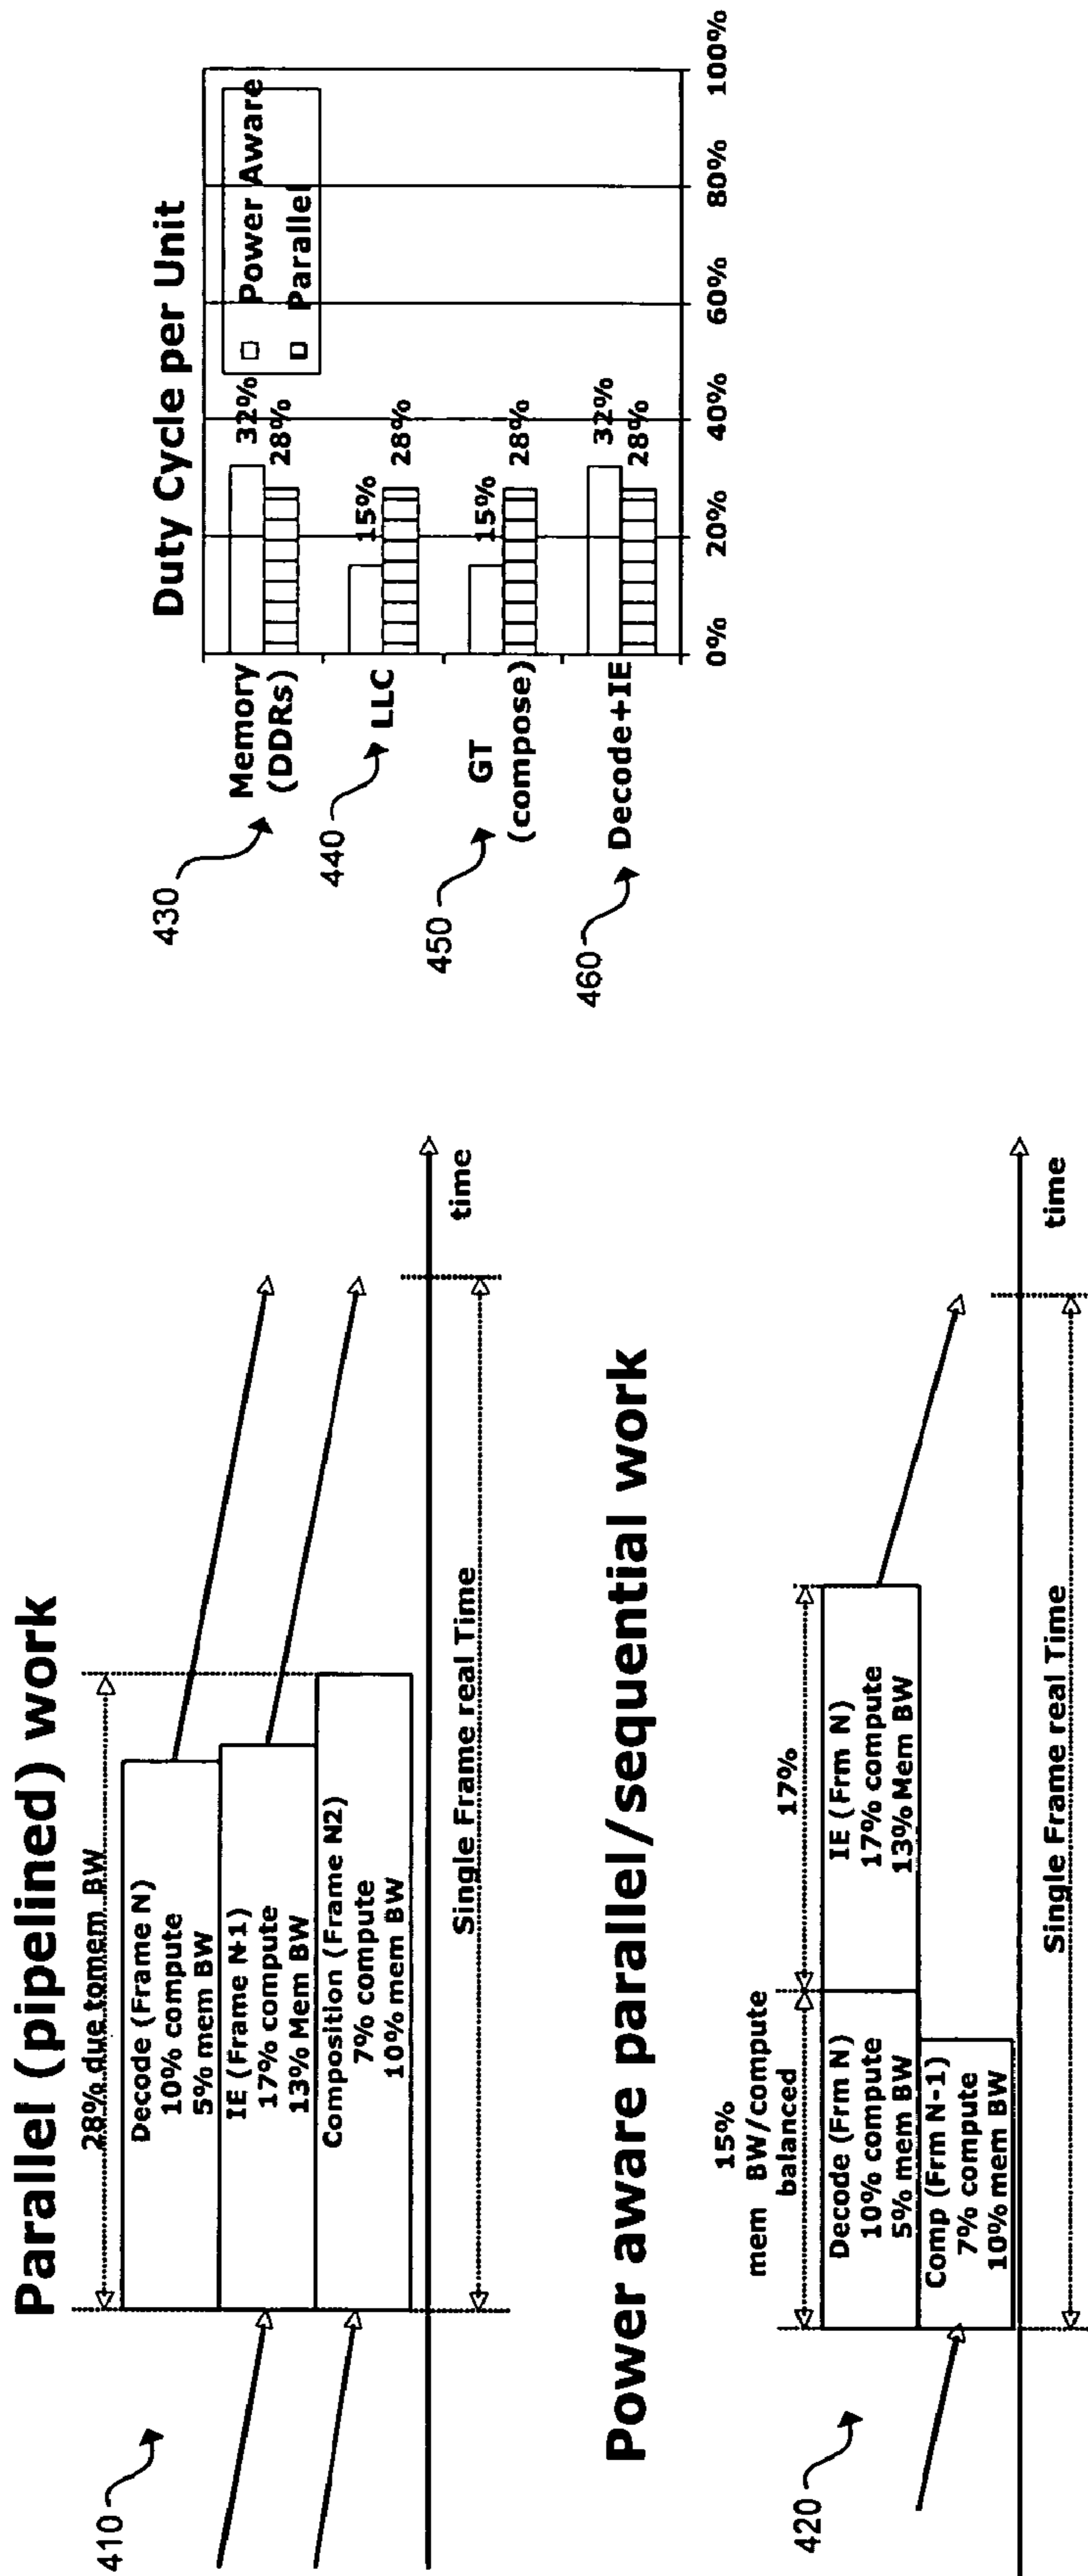 Parallel (pipelined) work
410
28% due tomem BW
Decode (Frame N)
10% compute
5% mem BW
IE (Frame N-1)
17% compute
13% Mem BW
Composition (Frame N2)
7% compute
10% mem BW
time
Single Frame real Time
Power aware parallel/sequential work
420
15%
mem BW/compute
balanced
17%
Decode (Frm N)
10% compute
5% mem BW
IE (Frm N)
17% compute
13% Mem BW
Comp (Frm N-1)
7% compute
10% mem BW
time
Single Frame real Time
Duty Cycle per Unit
430
Memory
(DDRs)
32%
28%
Power Aware
Parallel
440
LLC
15%
28%
450
GT
(compose)
15%
28%
460
Decode+IE
32%
28%
0% 20% 40% 60% 80% 100%